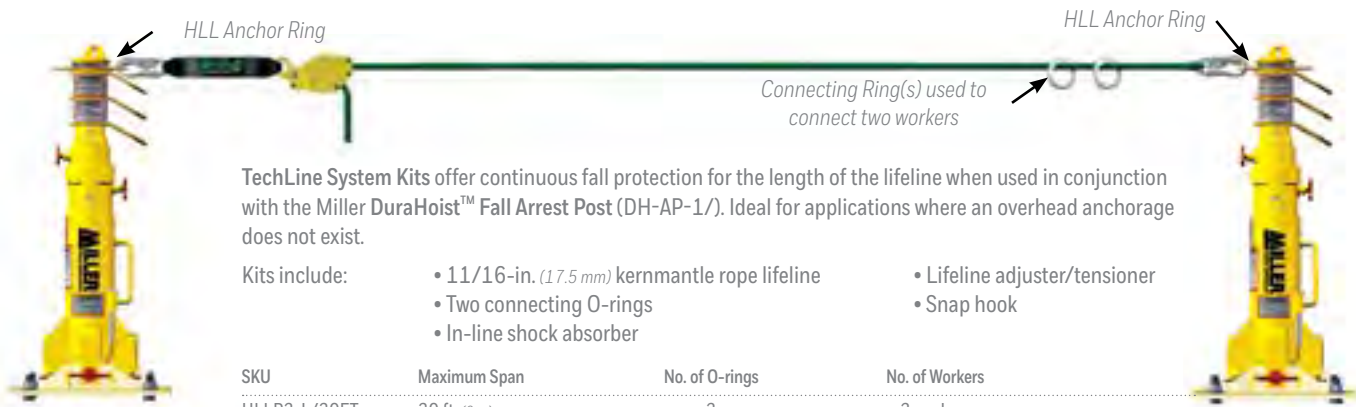 HLL Anchor Ring
HLL Anchor Ring
Connecting Ring(s) used to
connect two workers
TechLine System Kits offer continuous fall protection for the length of the lifeline when used in conjunction
with the Miller DuraHoist™ Fall Arrest Post (DH-AP-1/). Ideal for applications where an overhead anchorage
does not exist.
Kits include:
• 11/16-in. (17.5 mm) kernmantle rope lifeline
• Two connecting O-rings
• In-line shock absorber
• Lifeline adjuster/tensioner
• Snap hook
SKU Maximum Span No. of O-rings No. of Workers
MILLER
MILLER